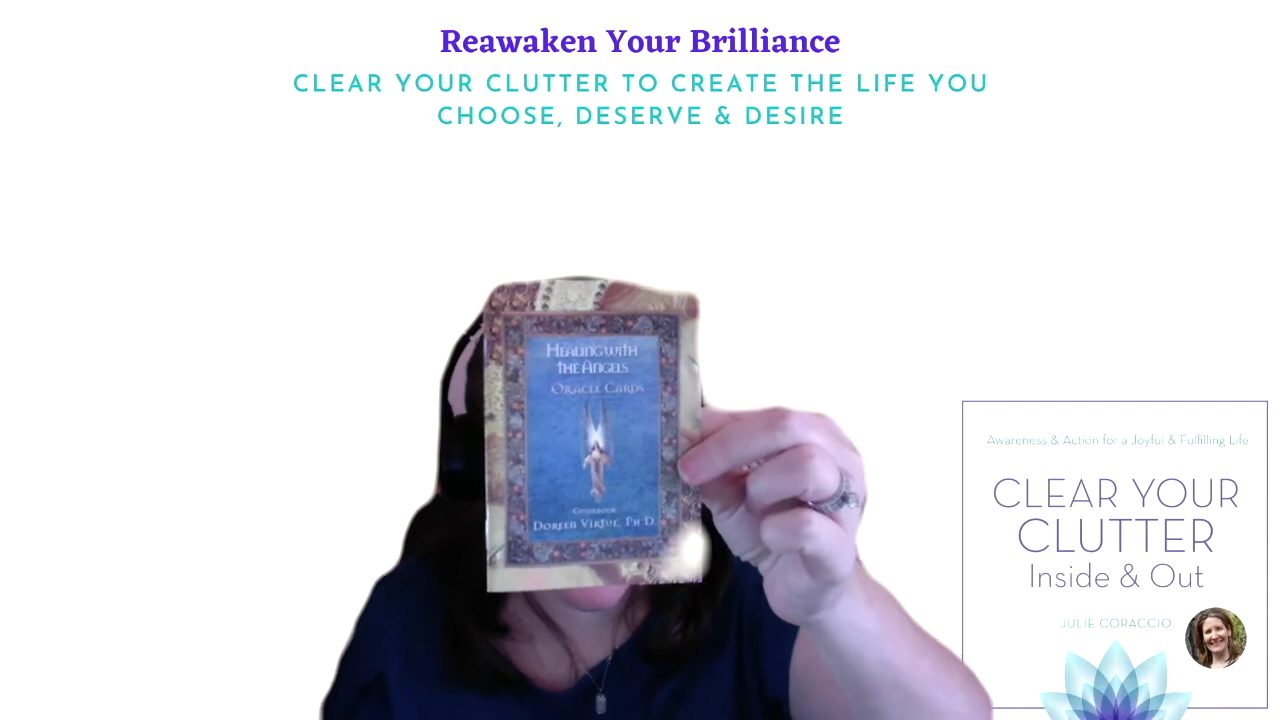 Reawaken Your Brilliance
CLEAR YOUR CLUTTER TO CREATE THE LIFE YOU
CHOOSE, DESERVE & DESIRE
HEALING WITH
THE ANGELS
ORACLE CARDS
GUIDEBOOK
DOREEN VIRTUE, PH.D.
Awareness & Action for a Joyful & Fulfilling Life
CLEAR YOUR
CLUTTER
Inside & Out
JULIE CORACCIO